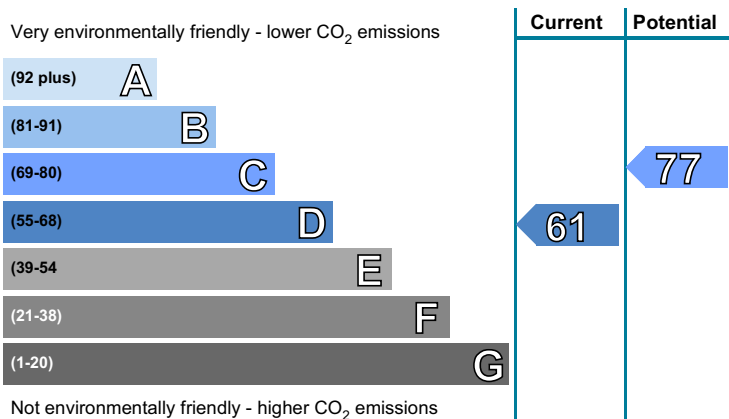 Current Potential
Very environmentally friendly - lower CO2 emissions
(92 plus) A
(81-91) B
(69-80) C
77
(55-68) D
61
(39-54 E
(21-38) F
(1-20) G
Not environmentally friendly - higher CO2 emissions